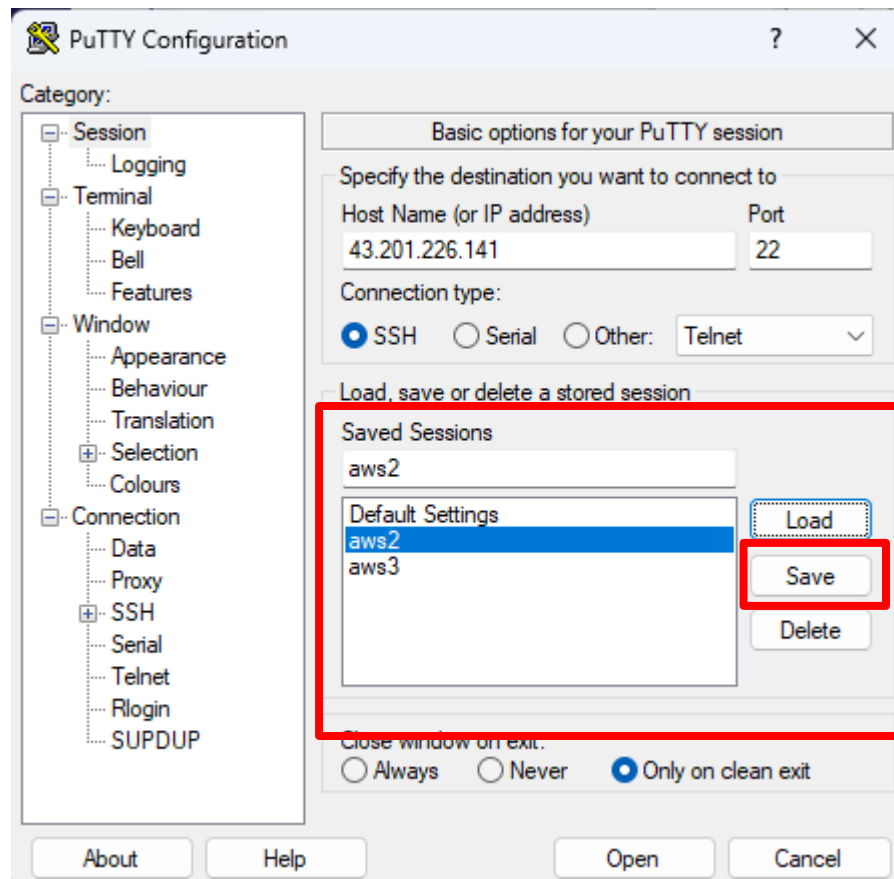 PuTTY Configuration ? ×
Category:
Session
Logging
Terminal
Keyboard
Bell
Features
Window
Appearance
Behaviour
Translation
Selection
Colours
Connection
Data
Proxy
SSH
Serial
Telnet
Rlogin
SUPDUP
Basic options for your PuTTY session
Specify the destination you want to connect to
Host Name (or IP address) Port
43.201.226.141 22
Connection type:
SSH Serial Other: Telnet
Load, save or delete a stored session
Saved Sessions
aws2
Default Settings
aws2
aws3
Load
Save
Delete
Close window on exit:
Always Never Only on clean exit
About Help Open Cancel